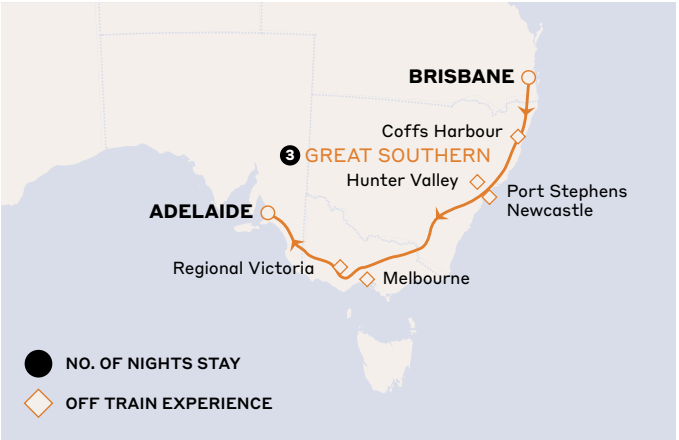 BRISBANE
Coffs Harbour
3 GREAT SOUTHERN
Hunter Valley
Port Stephens
Newcastle
ADELAIDE
Regional Victoria
Melbourne
NO. OF NIGHTS STAY
OFF TRAIN EXPERIENCE